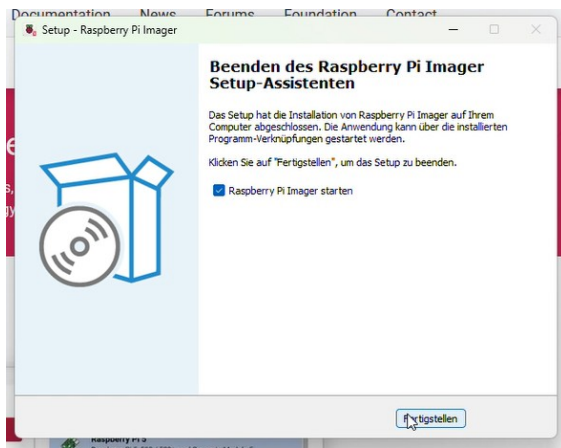 Documentation News Forums Foundation Contact
Setup - Raspberry Pi Imager
Beenden des Raspberry Pi Imager
Setup-Assistenten
Das Setup hat die Installation von Raspberry Pi Imager auf Ihrem
Computer abgeschlossen. Die Anwendung kann über die installierten
Programm-Verknüpfungen gestartet werden.
Klicken Sie auf "Fertigstellen", um das Setup zu beenden.
Raspberry Pi Imager starten
Fertigstellen
Raspberry Pi 5